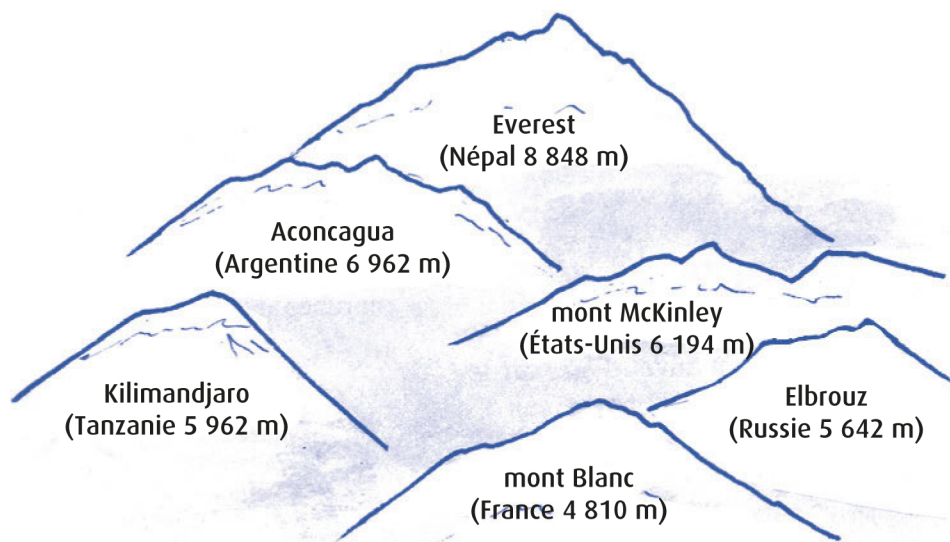 Everest
(Népal 8 848 m)
Aconcagua
(Argentine 6 962 m)
mont McKinley
(États-Unis 6 194 m)
Kilimandjaro
(Tanzanie 5 962 m)
Elbrouz
(Russie 5 642 m)
mont Blanc
(France 4 810 m)